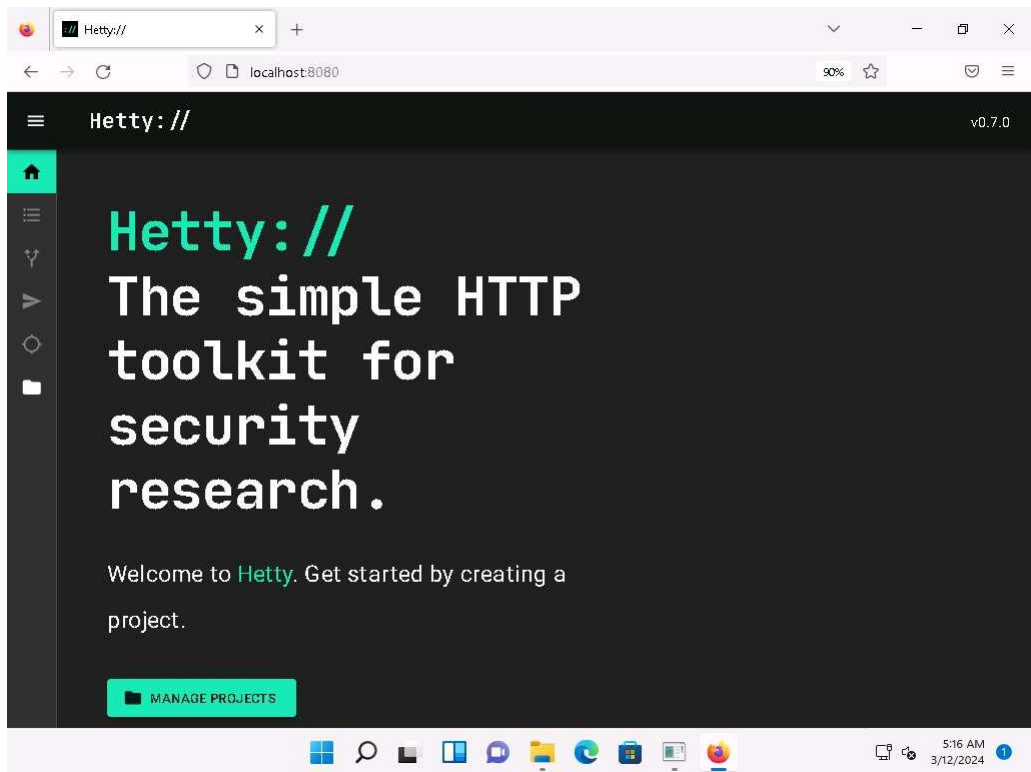 Hetty://
localhost:8080
90%
Hetty://
v0.7.0
Hetty://
The simple HTTP
toolkit for
security
research.
Welcome to Hetty. Get started by creating a
project.
MANAGE PROJECTS
5:16 AM
3/12/2024
1